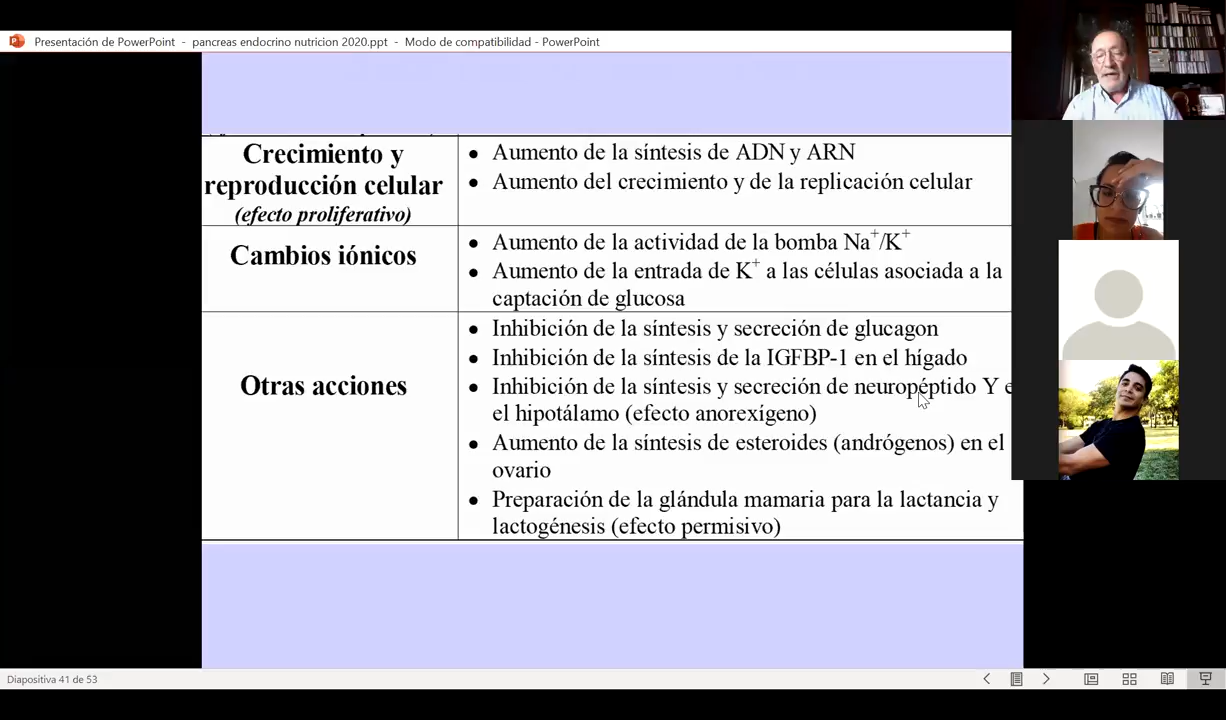 Presentación de PowerPoint - pancreas endocrino nutricion 2020.ppt - Modo de compatibilidad - PowerPoint
Crecimiento y
reproducción celular
(efecto proliferativo)
• Aumento de la síntesis de ADN y ARN
• Aumento del crecimiento y de la replicación celular
Cambios iónicos
• Aumento de la actividad de la bomba Na+/K+
• Aumento de la entrada de K+ a las células asociada a la
captación de glucosa
Otras acciones
• Inhibición de la síntesis y secreción de glucagon
• Inhibición de la síntesis de la IGFBP-1 en el hígado
• Inhibición de la síntesis y secreción de neuropéptido Y e
el hipotálamo (efecto anorexígeno)
• Aumento de la síntesis de esteroides (andrógenos) en el
ovario
• Preparación de la glándula mamaria para la lactancia y
lactogénesis (efecto permisivo)
Diapositiva 41 de 53